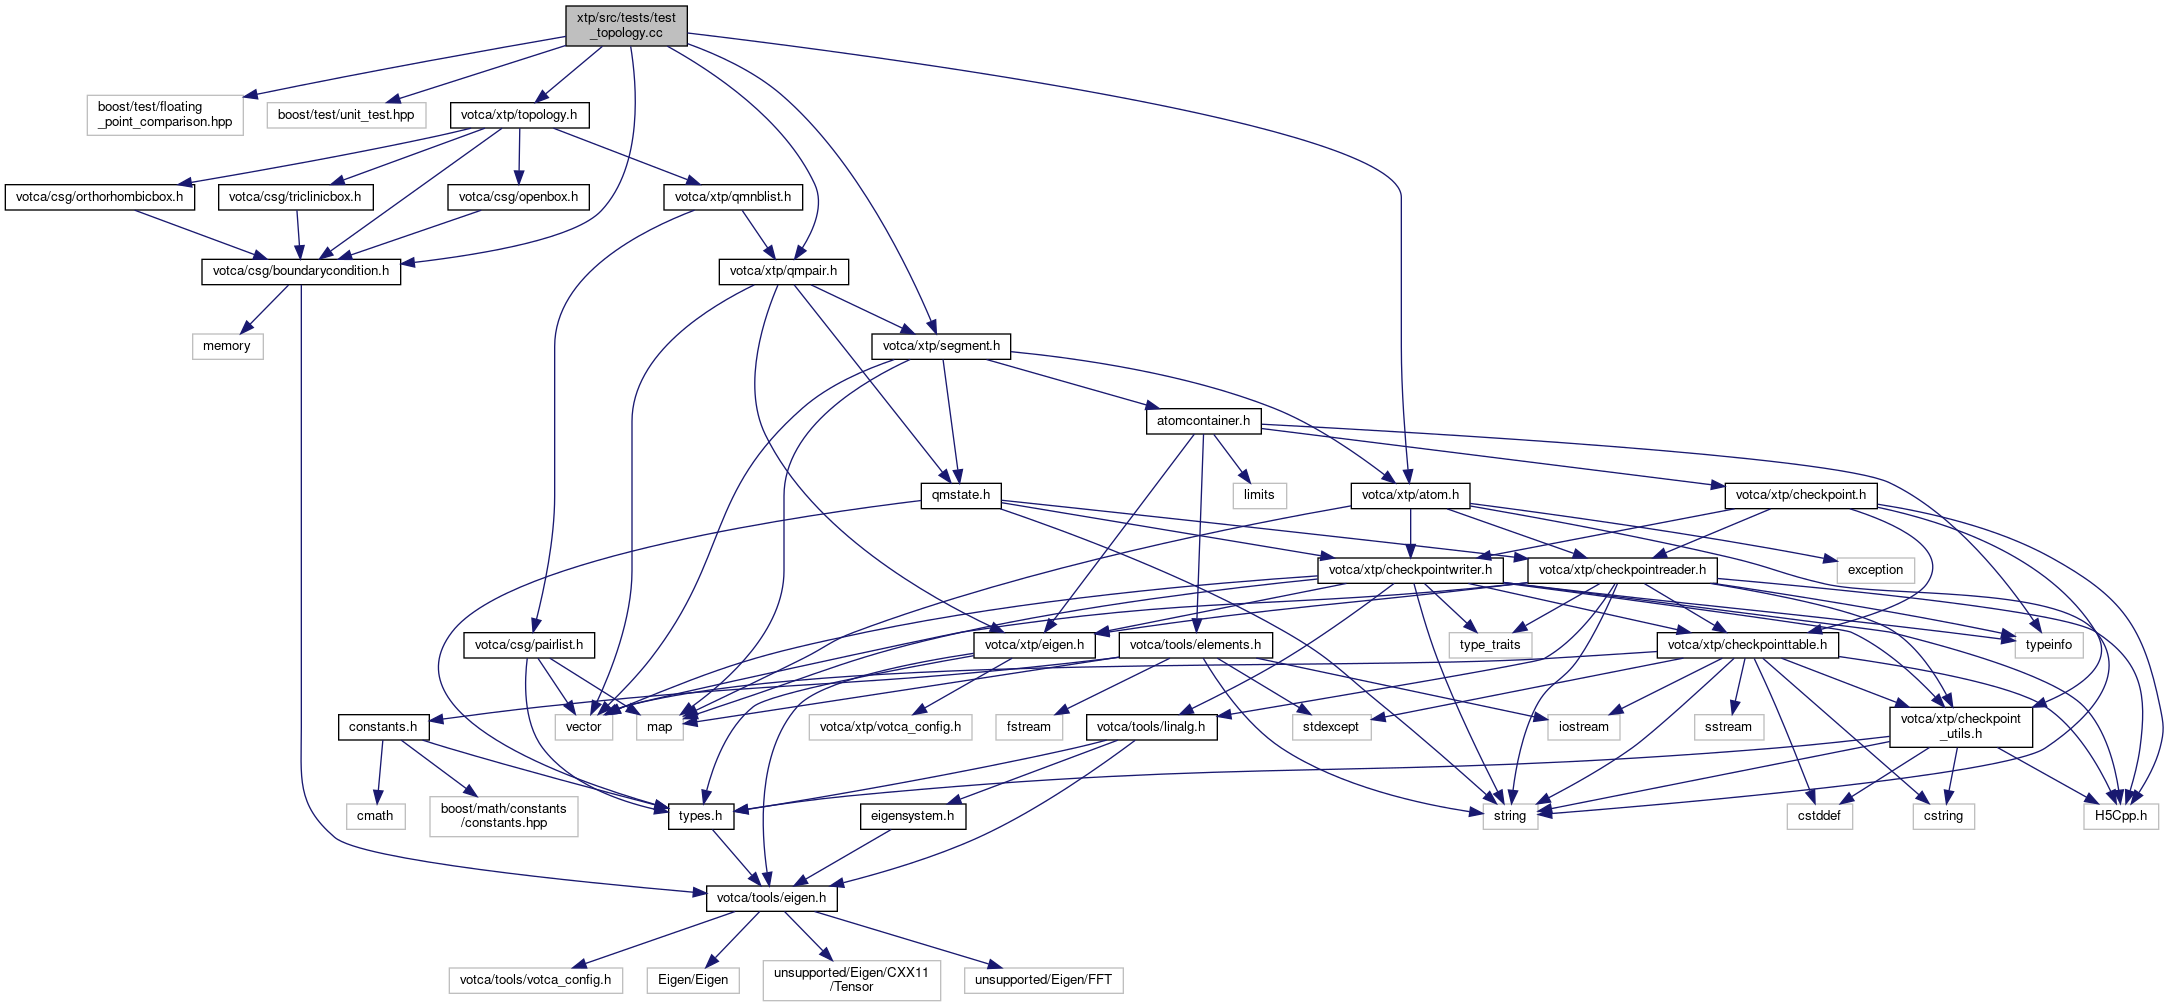 xtp/src/tests/test
_topology.cc
boost/test/floating
_point_comparison.hpp
boost/test/unit_test.hpp
votca/xtp/topology.h
votca/csg/orthorhombicbox.h
votca/csg/triclinicbox.h
votca/csg/openbox.h
votca/xtp/qmnblist.h
votca/csg/boundarycondition.h
votca/xtp/qmpair.h
memory
votca/xtp/segment.h
atomcontainer.h
qmstate.h
limits
votca/xtp/atom.h
votca/xtp/checkpoint.h
votca/xtp/checkpointwriter.h
votca/xtp/checkpointreader.h
exception
votca/csg/pairlist.h
votca/xtp/eigen.h
votca/tools/elements.h
type_traits
votca/xtp/checkpointtable.h
typeinfo
constants.h
vector
map
votca/xtp/votca_config.h
fstream
votca/tools/linalg.h
stdexcept
iostream
sstream
votca/xtp/checkpoint
_utils.h
cmath
boost/math/constants
/constants.hpp
types.h
eigensystem.h
string
cstddef
cstring
H5Cpp.h
votca/tools/eigen.h
votca/tools/votca_config.h
Eigen/Eigen
unsupported/Eigen/CXX11
/Tensor
unsupported/Eigen/FFT